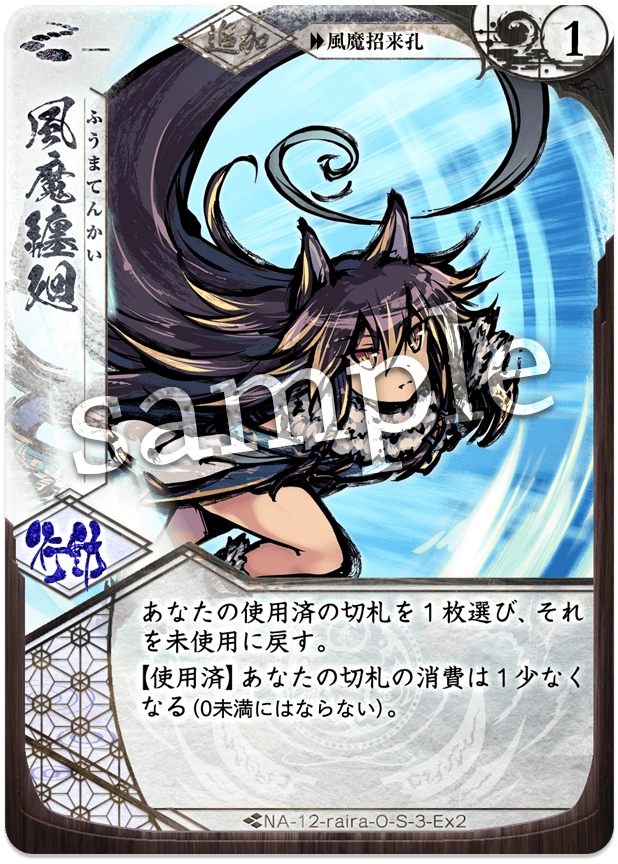 追加
▶▶風魔招来孔
1
風魔纏廻
ふうまてんかい
sample
行動
あなたの使用済の切札を1枚選び、それ
を未使用に戻す。
【使用済】あなたの切札の消費は1少なく
なる(0未満にはならない)。
NA-12-raira-O-S-3-Ex2